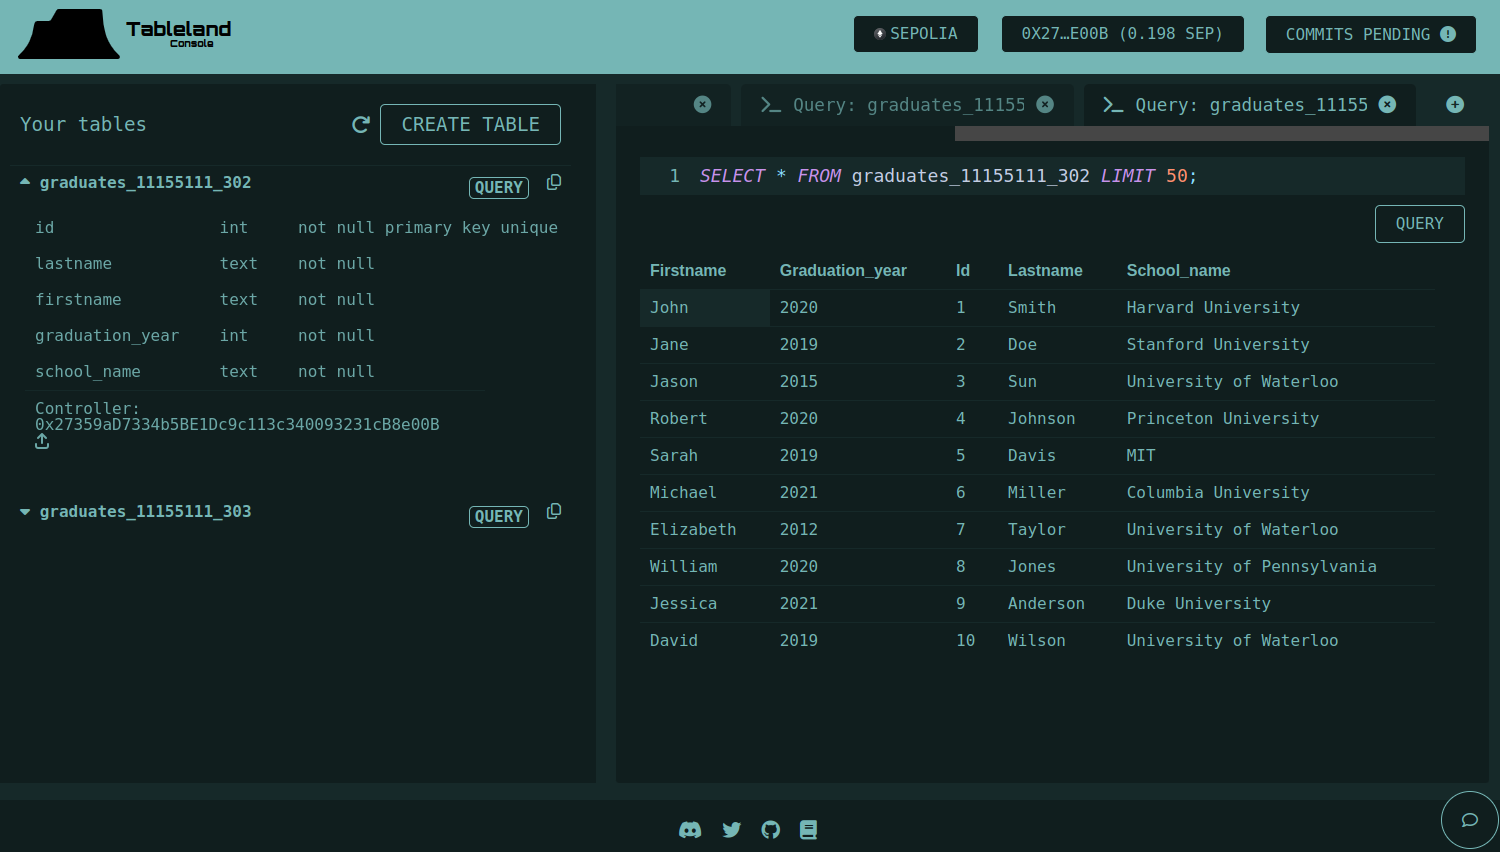 Tableland
Console
SEPOLIA
0X27…E00B (0.198 SEP)
COMMITS PENDING
Your tables
CREATE TABLE
graduates_11155111_302 QUERY
id int not null primary key unique
lastname text not null
firstname text not null
graduation_year int not null
school_name text not null
Controller:
0x27359aD7334b5BE1Dc9c113c340093231cB8e00B
graduates_11155111_303 QUERY
Query: graduates_11155
Query: graduates_11155
1 SELECT * FROM graduates_11155111_302 LIMIT 50;
QUERY
Firstname Graduation_year Id Lastname School_name
John 2020 1 Smith Harvard University
Jane 2019 2 Doe Stanford University
Jason 2015 3 Sun University of Waterloo
Robert 2020 4 Johnson Princeton University
Sarah 2019 5 Davis MIT
Michael 2021 6 Miller Columbia University
Elizabeth 2012 7 Taylor University of Waterloo
William 2020 8 Jones University of Pennsylvania
Jessica 2021 9 Anderson Duke University
David 2019 10 Wilson University of Waterloo